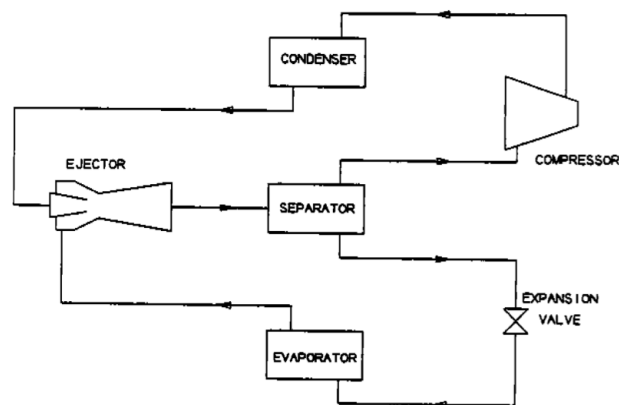 CONDENSER
EJECTOR
COMPRESSOR
SEPARATOR
EXPANSION
VALVE
EVAPORATOR